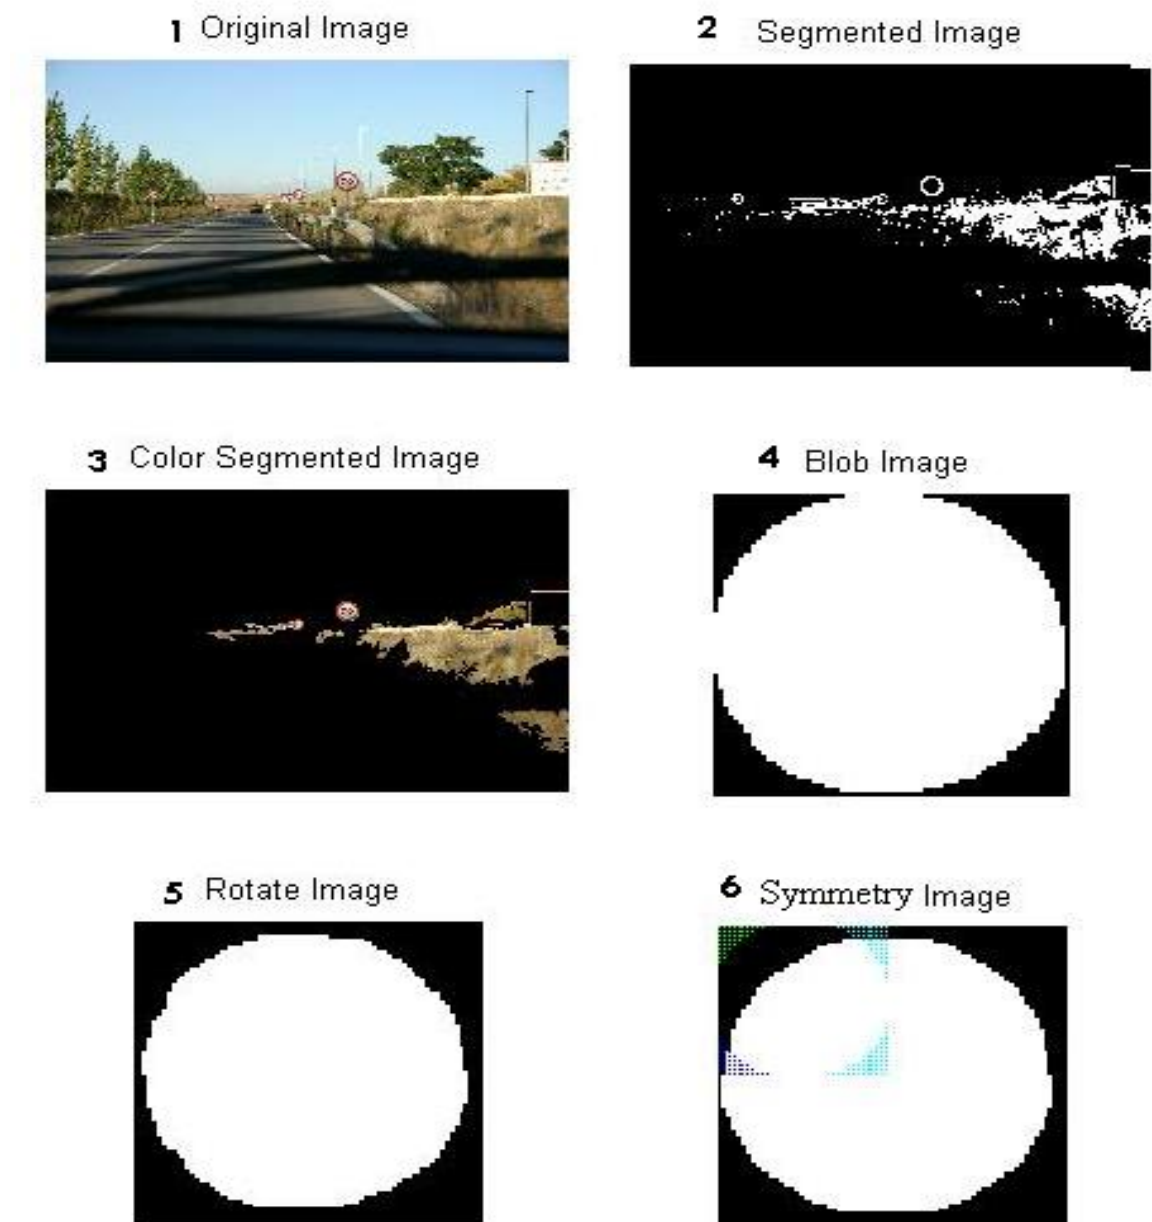 1 Original Image
2 Segmented Image
3 Color Segmented Image
4 Blob Image
5 Rotate Image
6 Symmetry Image